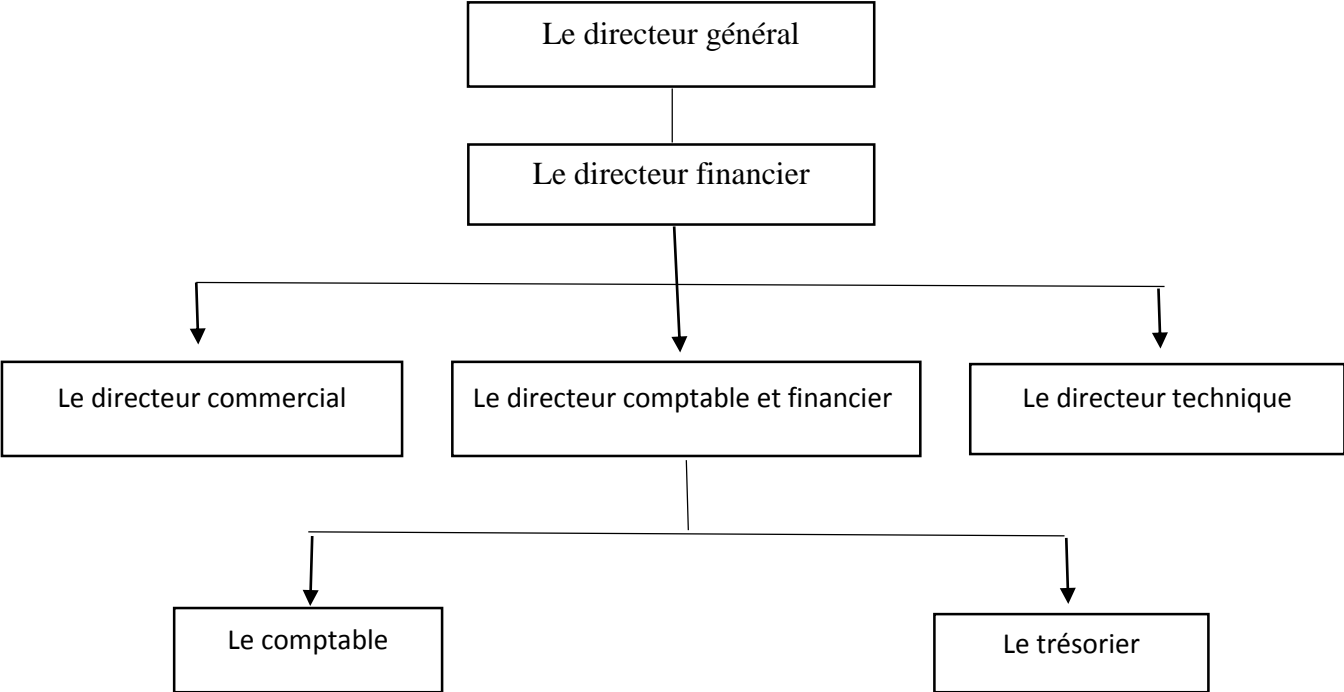 Le directeur général
Le directeur financier
Le directeur commercial
Le directeur comptable et financier
Le directeur technique
Le comptable
Le trésorier